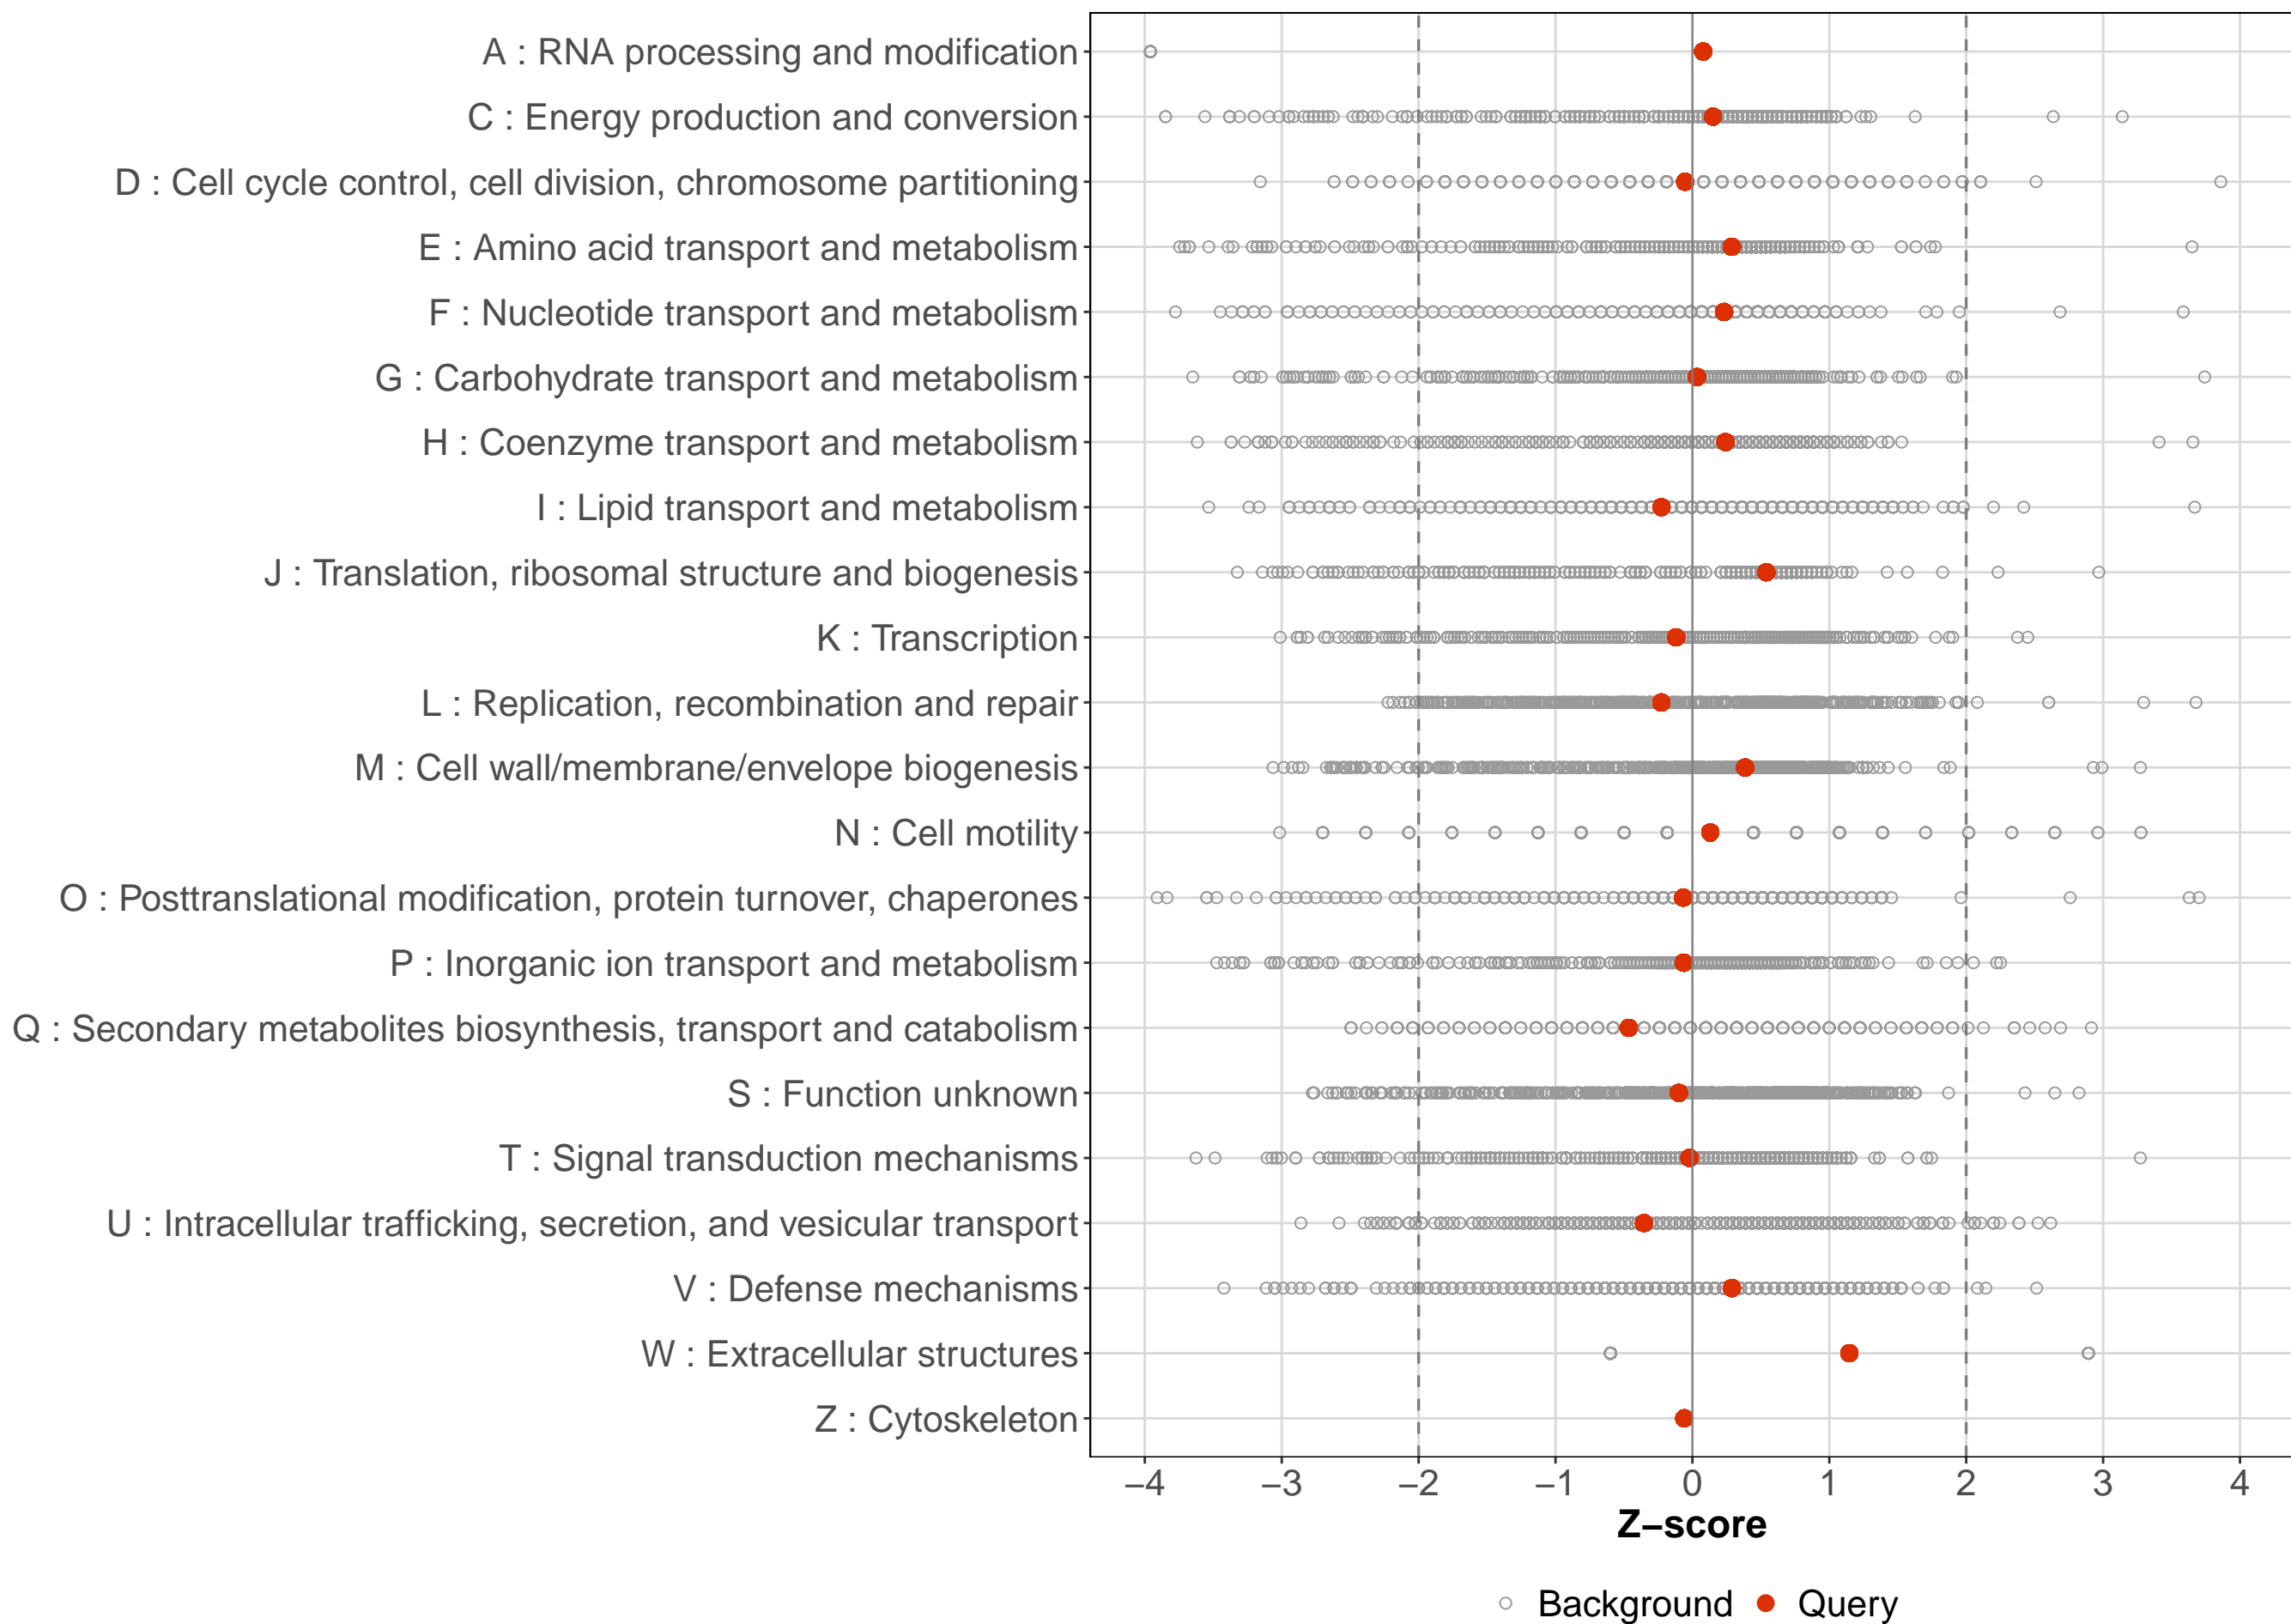 A : RNA processing and modification
C : Energy production and conversion
D : Cell cycle control, cell division, chromosome partitioning
E : Amino acid transport and metabolism
F : Nucleotide transport and metabolism
G : Carbohydrate transport and metabolism
H : Coenzyme transport and metabolism
I : Lipid transport and metabolism
J : Translation, ribosomal structure and biogenesis
K : Transcription
L : Replication, recombination and repair
M : Cell wall/membrane/envelope biogenesis
N : Cell motility
O : Posttranslational modification, protein turnover, chaperones
P : Inorganic ion transport and metabolism
Q : Secondary metabolites biosynthesis, transport and catabolism
S : Function unknown
T : Signal transduction mechanisms
U : Intracellular trafficking, secretion, and vesicular transport
V : Defense mechanisms
W : Extracellular structures
Z : Cytoskeleton
−4 −3 −2 −1 0 1 2 3 4
Z−score
Background Query